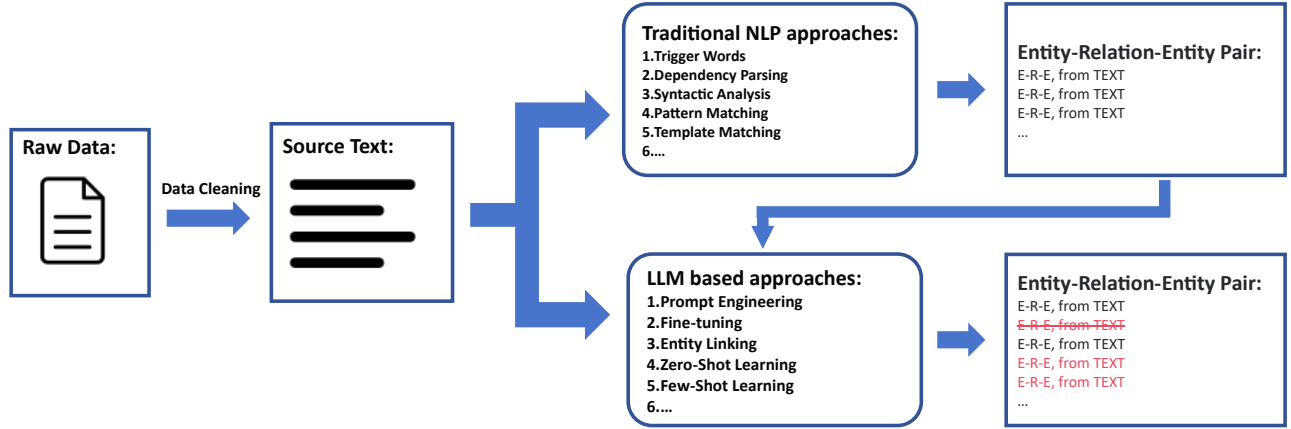 Raw Data:
Data Cleaning
Source Text:
Traditional NLP approaches:
1.Trigger Words
2.Dependency Parsing
3.Syntactic Analysis
4.Pattern Matching
5.Template Matching
6....
Entity-Relation-Entity Pair:
E-R-E, from TEXT
E-R-E, from TEXT
E-R-E, from TEXT
...
LLM based approaches:
1.Prompt Engineering
2.Fine-tuning
3.Entity Linking
4.Zero-Shot Learning
5.Few-Shot Learning
6....
Entity-Relation-Entity Pair:
E-R-E, from TEXT
E-R-E, from TEXT
E-R-E, from TEXT
E-R-E, from TEXT
E-R-E, from TEXT
...